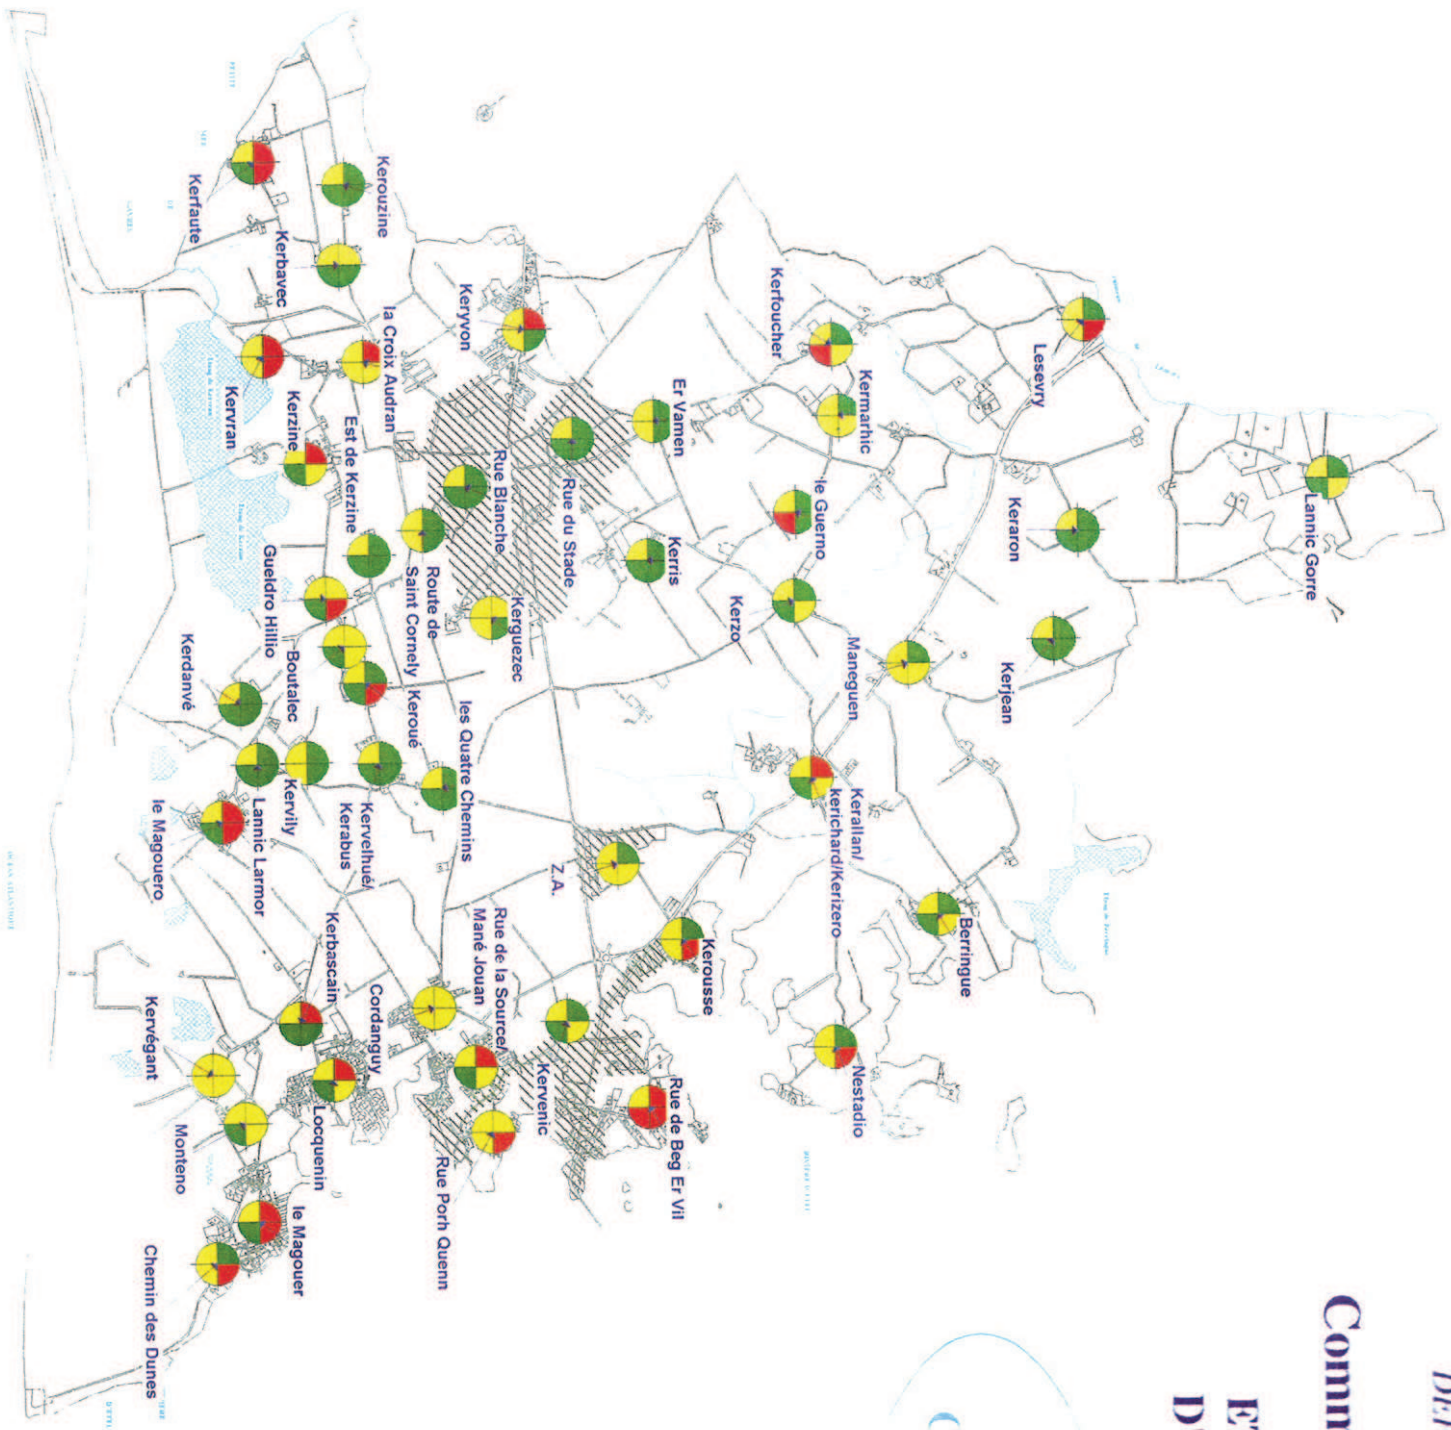 Lannic Gorre
Lesevry
Keraron
Kerjean
Kerfoucher
Kermarhic
le Guerno
Kerzo
Maneguen
Kerallan/
kerichard/Kerizero
Berringue
Nestadio
Er Vamen
Kerris
Rue du Stade
Rue Blanche
Kerguezec
Keryvon
Kerouzine
la Croix Audran
Kerfaute
Kerbavec
Kervran
Kerzine
Est de Kerzine
Route de
Saint Cornely
Gueldro Hillio
Boutalec
Kerdanvé
Keroué
les Quatre Chemins
Kervily
Kervelhué/
Kerabus
Lannic Larmor
le Magouero
Z.A.
Kerousse
Rue de la Source/
Mané Jouan
Kervenic
Rue de Beg Er Vil
Rue Porh Quenn
Kerbascain
Cordanguy
Locquenin
Kervégant
Monteno
le Magouer
Chemin des Dunes
Comm
D